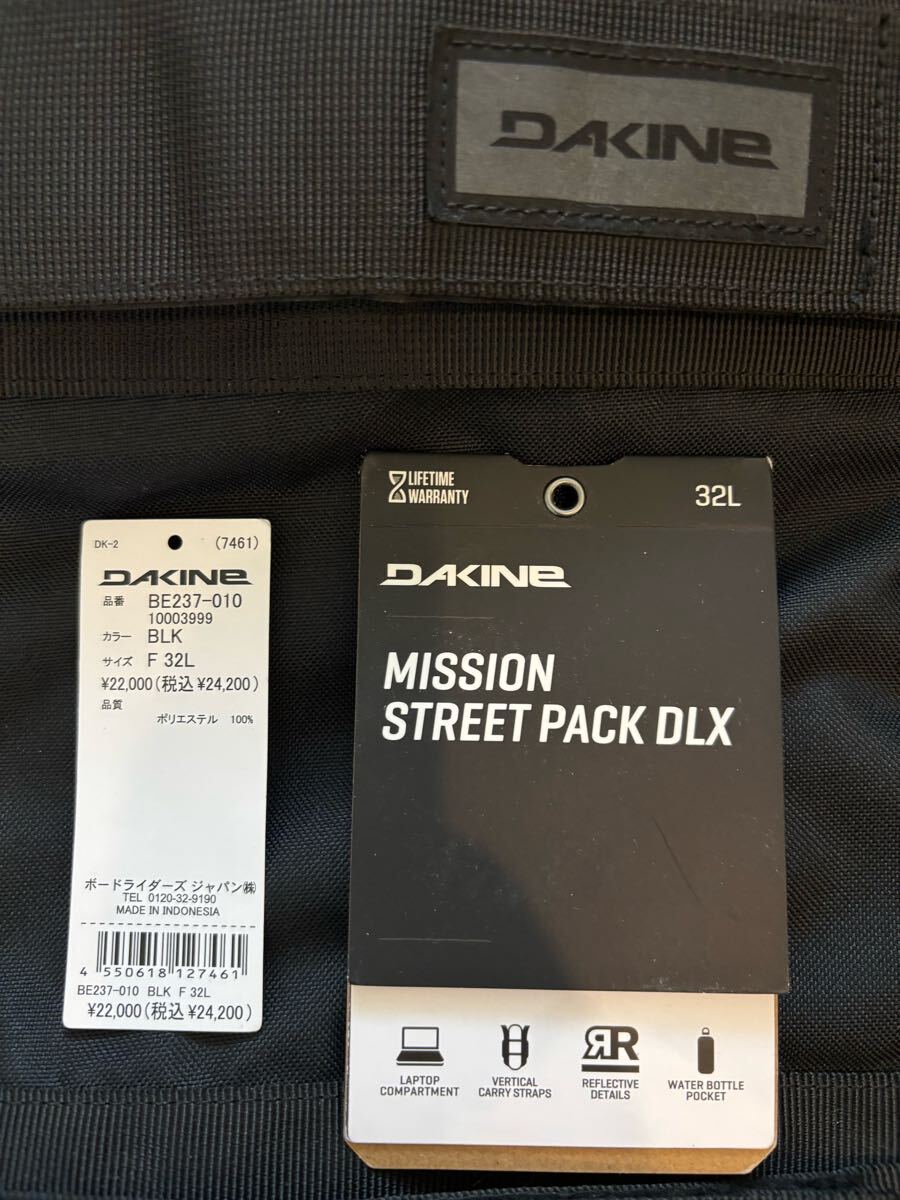 DAKINE
DK-2 (7461)
DAKINE
品番 BE237-010
10003999
カラー BLK
サイズ F 32L
¥22,000(税込¥24,200)
品質
ポリエステル 100%
ボードライダーズ ジャパン㈱
TEL 0120-32-9190
MADE IN INDONESIA
4 550618 127461
BE237-010 BLK F 32L
¥22,000(税込¥24,200)
LIFETIME
WARRANTY
32L
DAKINE
MISSION
STREET PACK DLX
LAPTOP
COMPARTMENT
VERTICAL
CARRY STRAPS
RR
REFLECTIVE
DETAILS
WATER BOTTLE
POCKET